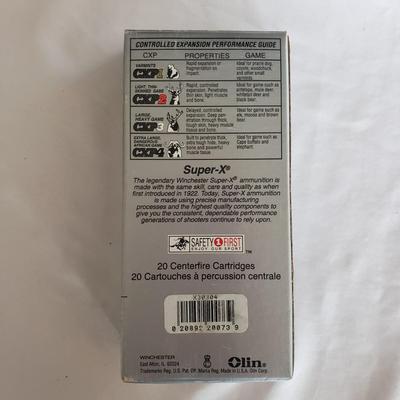 CONTROLLED EXPANSION PERFORMANCE GUIDE
CXP PROPERTIES GAME
VARMINTS
CXP1
Rapid expansion or
fragmentation on
impact.
Ideal for prairie dog,
coyote, woodchuck,
and other small
varmints.
LIGHT, THIN
SKINNED GAME
CXP2
Rapid, controlled
expansion. Penetrates
thin skin, light muscle
and bone.
Ideal for game such as
antelope, mule deer,
whitetail deer and
black bear.
LARGE,
HEAVY GAME
CXP3
Delayed, controlled
expansion. Deep pen-
etration through thick,
tough skin, heavy muscle
tissue and bone.
Ideal for game such as
elk, moose and brown
bear.
EXTRA LARGE,
DANGEROUS
AFRICAN GAME
CXP4
Built to penetrate thick,
extra tough hide, heavy
bone and powerful
muscle tissue.
Ideal for game such as
Cape buffalo and
elephant.
Super-X®
The legendary Winchester Super-X® ammunition is
made with the same skill, care and quality as when
first introduced in 1922. Today, Super-X ammunition
is made using precise manufacturing
processes and the highest quality components to
give you the consistent, dependable performance
generations of shooters continue to rely upon.
SAFETY 1 FIRST
ENJOY OUR SPORT
TM
20 Centerfire Cartridges
20 Cartouches à percussion centrale
X30304
0 20892 20073 9
WINCHESTER
East Alton, IL 62024
Olin®
Trademarks Reg. U.S. Pat. Off. Marca Reg. Made in U.S.A. Olin Corp.